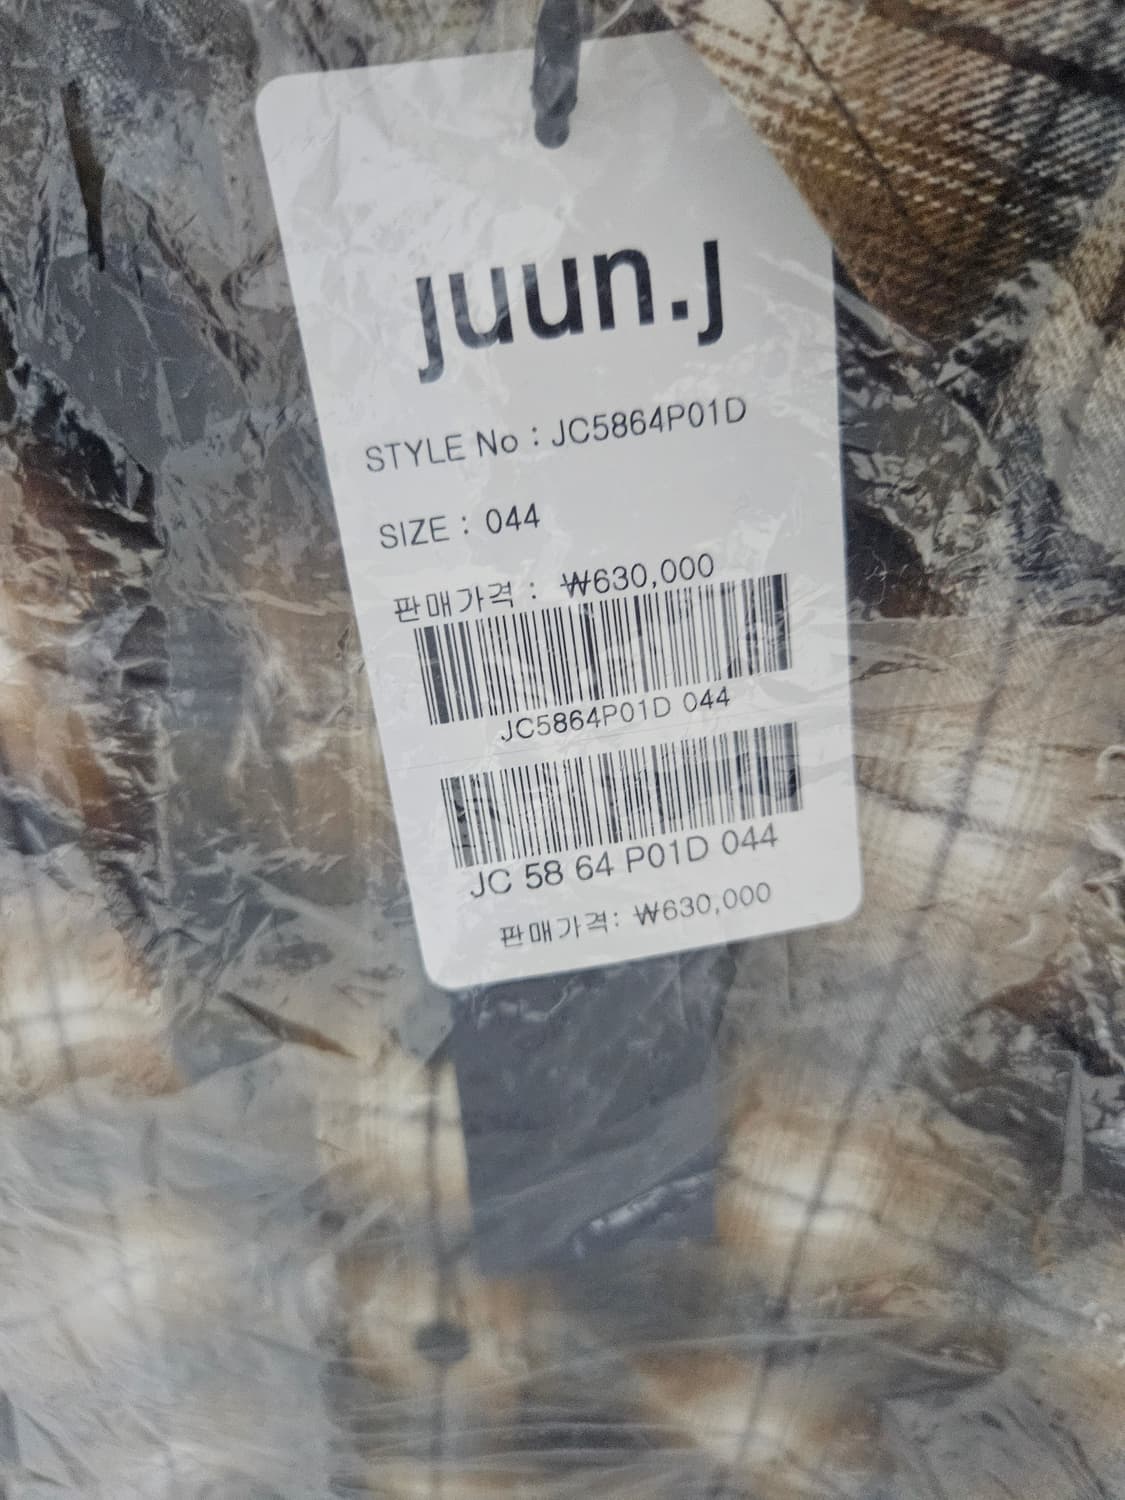 juun.j
STYLE No : JC5864P01D
SIZE : 044
판매가격 : ₩630,000
JC5864P01D 044
JC 58 64 P01D 044
판매가격: ₩630,000